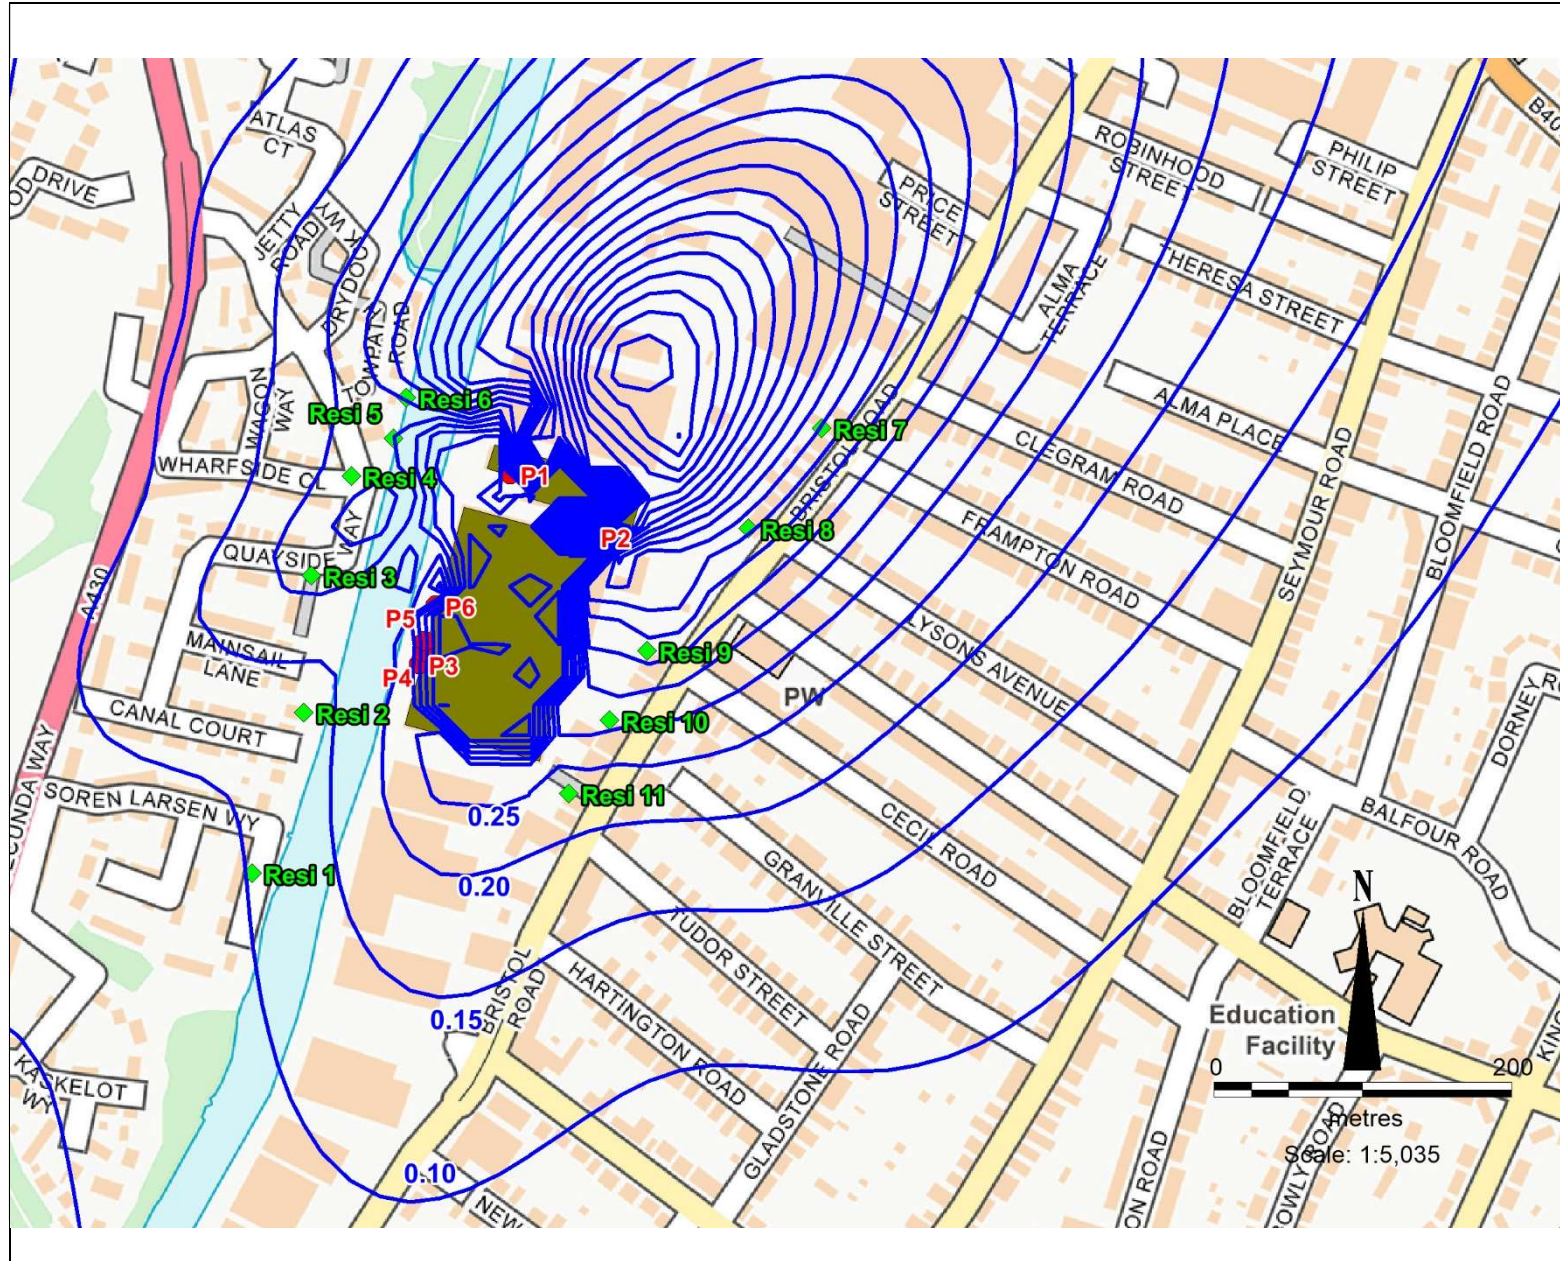 ATLAS
CT
DRIVE
JETTY
ROAD
DRYDOCK WY
TOWPATH
ROAD
WAGON
WAY
WHARFSIDE CL
QUAYSIDE
WAY
MAINSAIL
LANE
CANAL COURT
SOREN LARSEN WY
KASKELOT
WY
A430
ROBINHOOD
STREET
PHILIP
STREET
PRICE
STREET
THERESA STREET
ALMA
TERRACE
ALMA PLACE
CLEGRAM ROAD
FRAMPTON ROAD
LYSONS AVENUE
SEYMOUR ROAD
BLOOMFIELD ROAD
BRISTOL ROAD
CECIL ROAD
GRANVILLE STREET
TUDOR STREET
HARTINGTON ROAD
GLADSTONE ROAD
BRISTOL
ROAD
BLOOMFIELD
TERRACE
BALFOUR ROAD
DORNEY
PW
Education
Facility
NEW
Resi 1
Resi 2
Resi 3
Resi 4
Resi 5
Resi 6
Resi 7
Resi 8
Resi 9
Resi 10
Resi 11
P1
P2
P3
P4
P5
P6
0.25
0.20
0.15
0.10
N
0 200
metres
Scale: 1:5,035